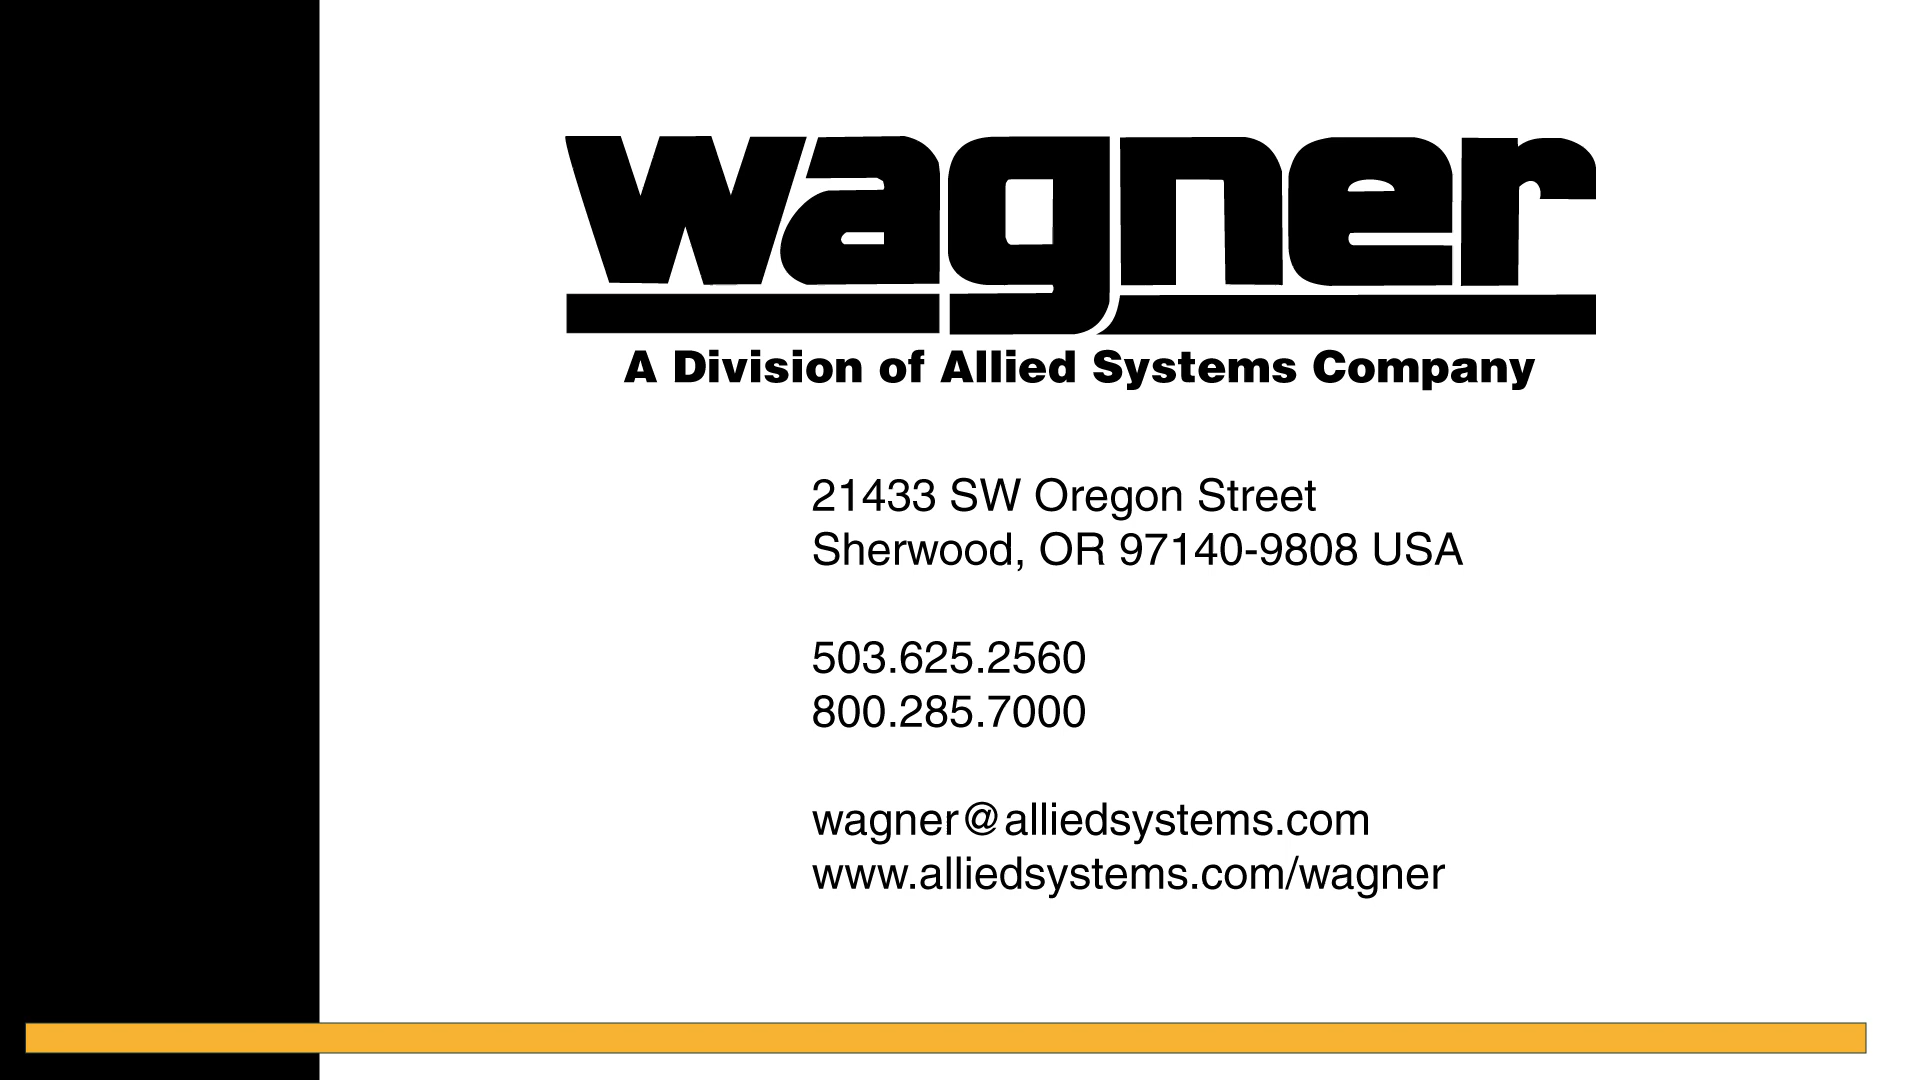 wagner
A Division of Allied Systems Company
21433 SW Oregon Street
Sherwood, OR 97140-9808 USA
503.625.2560
800.285.7000
wagner@alliedsystems.com
www.alliedsystems.com/wagner